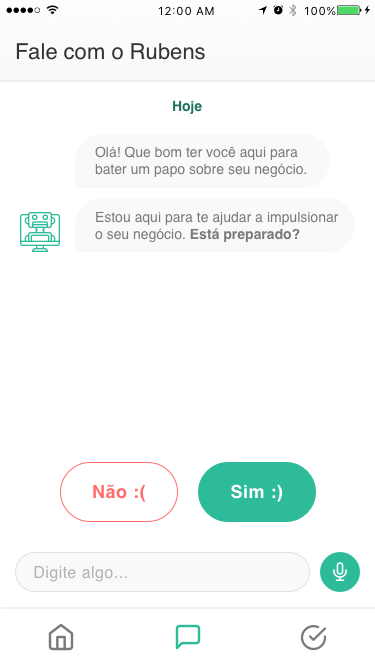 12:00 AM
100%
Fale com o Rubens
Hoje
Olá! Que bom ter você aqui para
bater um papo sobre seu negócio.
Estou aqui para te ajudar a impulsionar
o seu negócio. Está preparado?
Não :(
Sim :)
Digite algo...